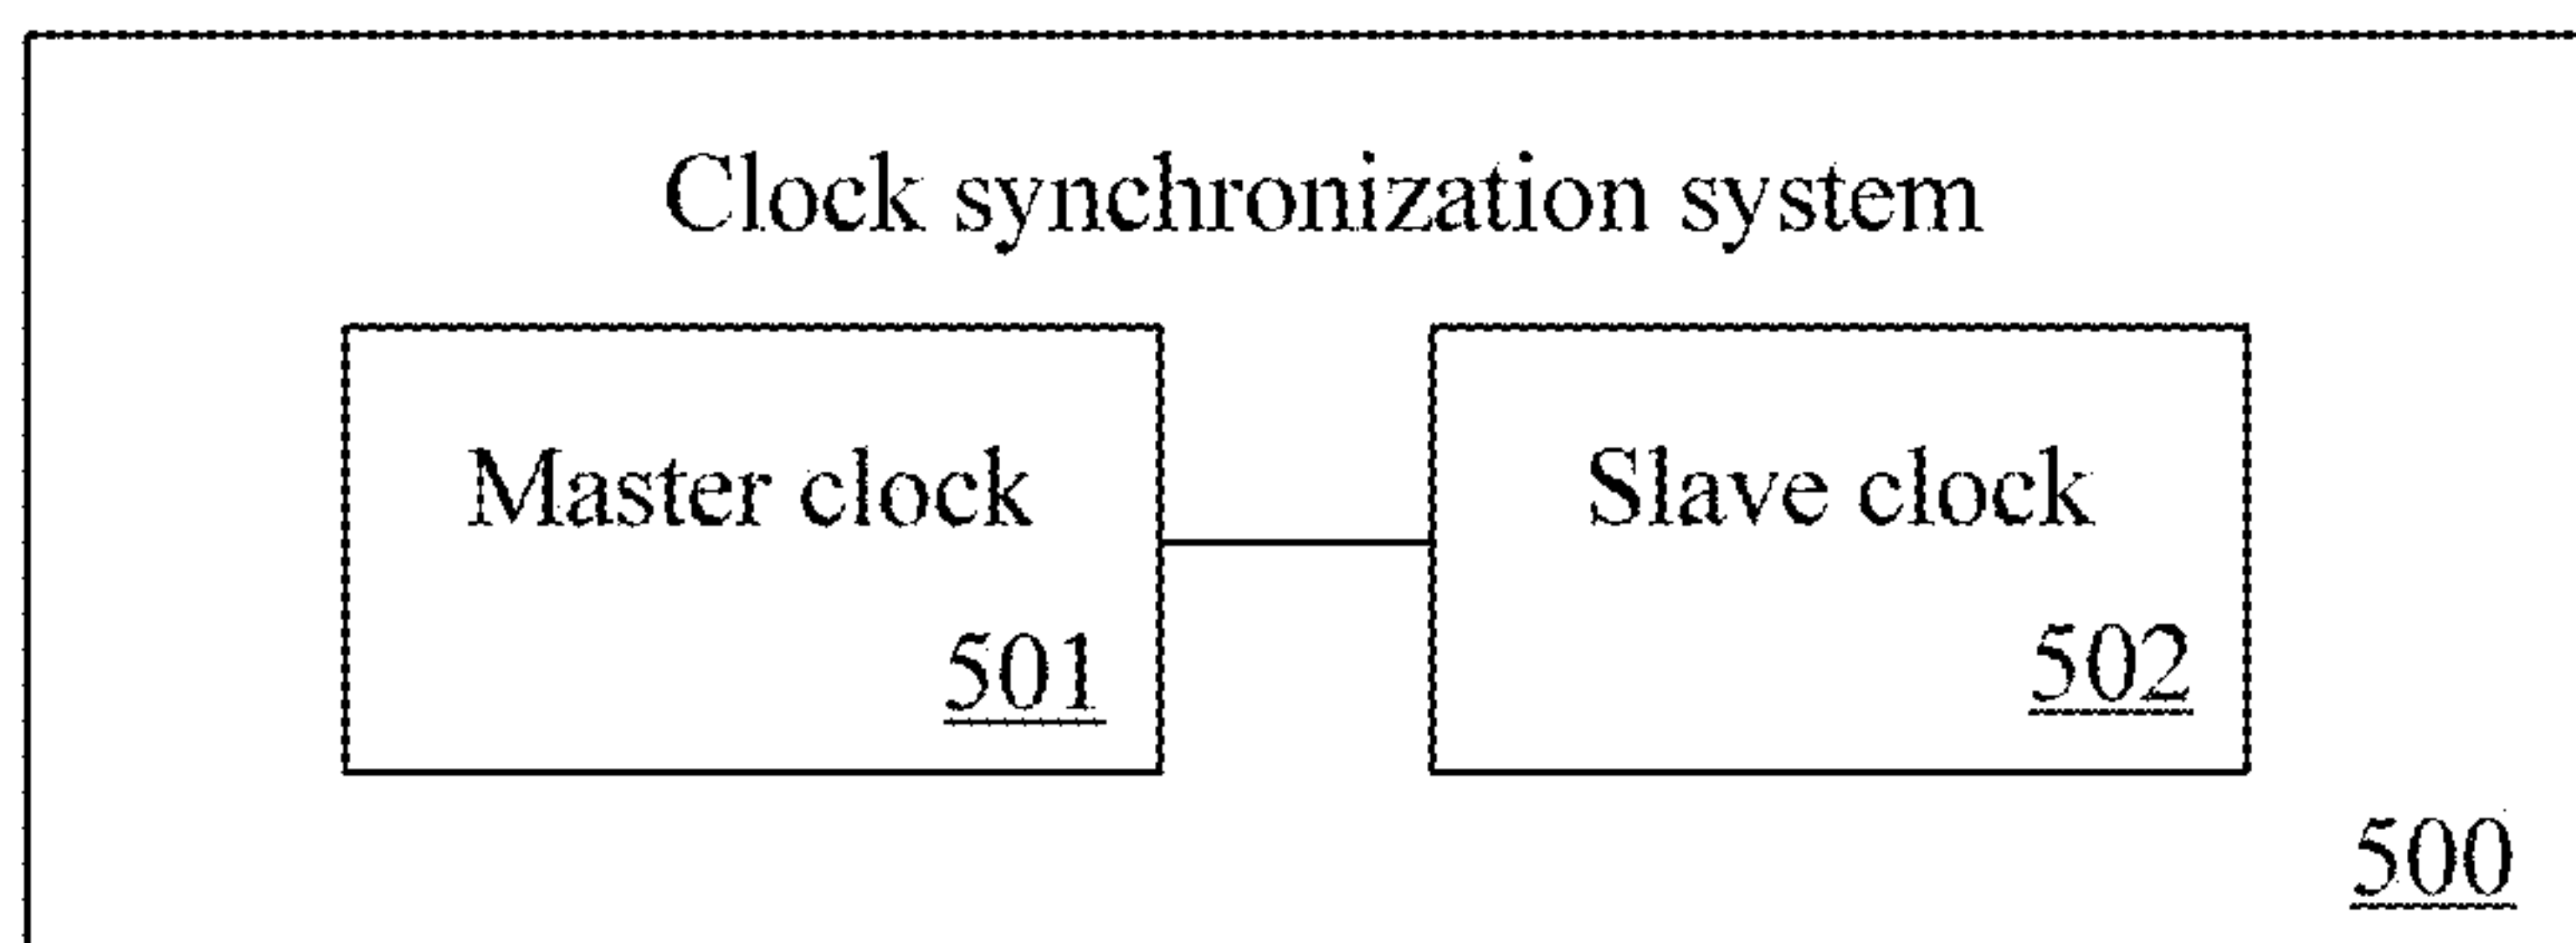 Clock synchronization system
Master clock
Slave clock
501
502
500